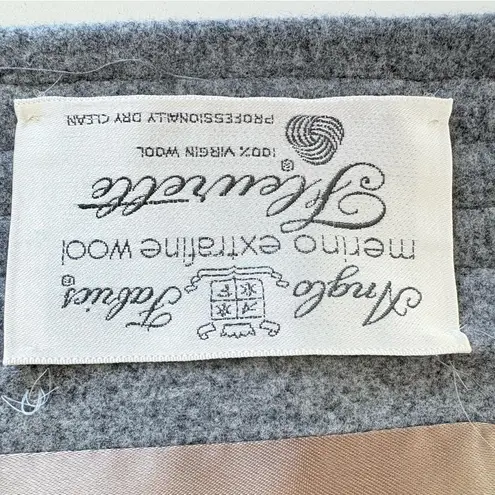 Anglo Fabrics®
merino extrafine wool
Fleurette®
100% VIRGIN WOOL
PROFESSIONALLY DRY CLEAN